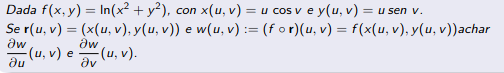 Dada f(x, y) = ln(x² + y²), con x(u, v) = u cos v e y(u, v) = u sen v.
Se r(u, v) = (x(u, v), y(u, v)) e w(u, v) := (f ∘ r)(u, v) = f(x(u, v), y(u, v))achar
∂w/∂u (u, v) e ∂w/∂v (u, v).